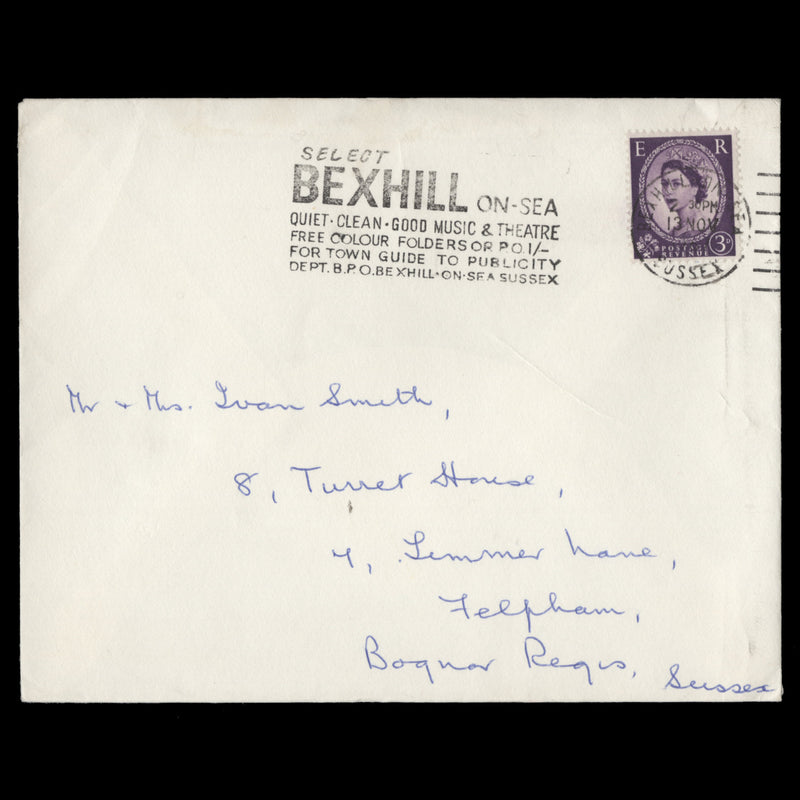 SELECT
BEXHILL ON-SEA
QUIET·CLEAN·GOOD MUSIC & THEATRE
FREE COLOUR FOLDERS OR P.O. 1/-
FOR TOWN GUIDE TO PUBLICITY
DEPT. B. P.O. BEXHILL-ON-SEA SUSSEX
E R
30PM
13 NOV
POSTAGE
REVENUE 3D
SUSSEX
Mr + Mrs. Ivan Smith,
8, Turret House,
4, Limmer Lane,
Felpham,
Bognor Regis, Sussex